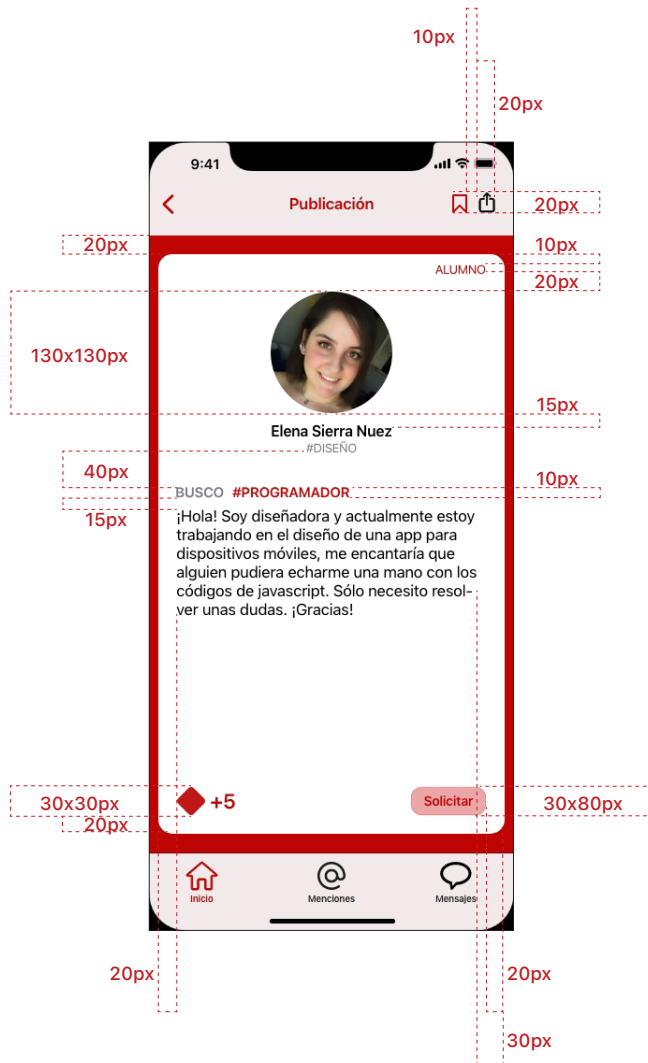 10px
20px
9:41
Publicación
20px
20px
10px
ALUMNO
20px
130x130px
15px
Elena Sierra Nuez
#DISEÑO
40px
10px
BUSCO #PROGRAMADOR
15px
¡Hola! Soy diseñadora y actualmente estoy
trabajando en el diseño de una app para
dispositivos móviles, me encantaría que
alguien pudiera echarme una mano con los
códigos de javascript. Sólo necesito resol-
ver unas dudas. ¡Gracias!
30x30px
+5
Solicitar
30x80px
20px
Inicio
Menciones
Mensajes
20px
20px
30px